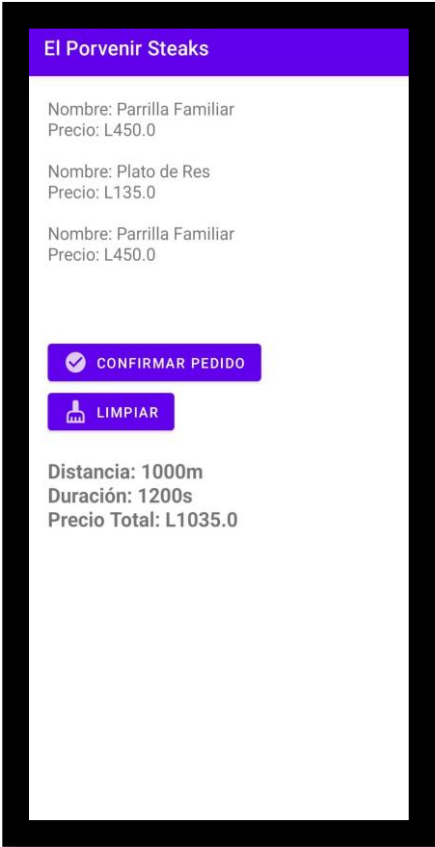 El Porvenir Steaks
Nombre: Parrilla Familiar
Precio: L450.0
Nombre: Plato de Res
Precio: L135.0
Nombre: Parrilla Familiar
Precio: L450.0
CONFIRMAR PEDIDO
LIMPIAR
Distancia: 1000m
Duración: 1200s
Precio Total: L1035.0